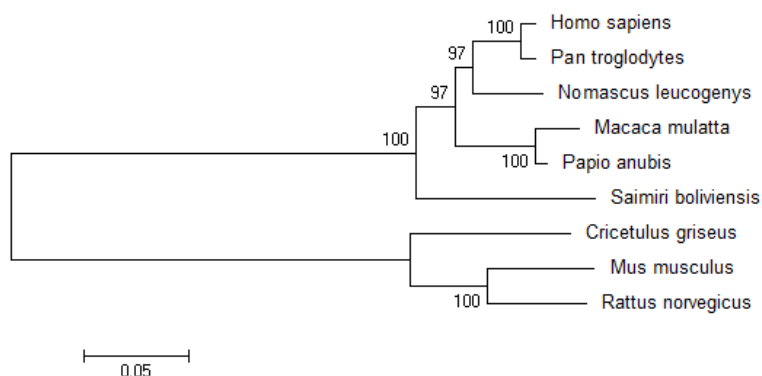 100 Homo sapiens
97 Pan troglodytes
97 Nomascus leucogenys
100 Macaca mulatta
100 Papio anubis
Saimiri boliviensis
Cricetulus griseus
Mus musculus
100 Rattus norvegicus
0.05